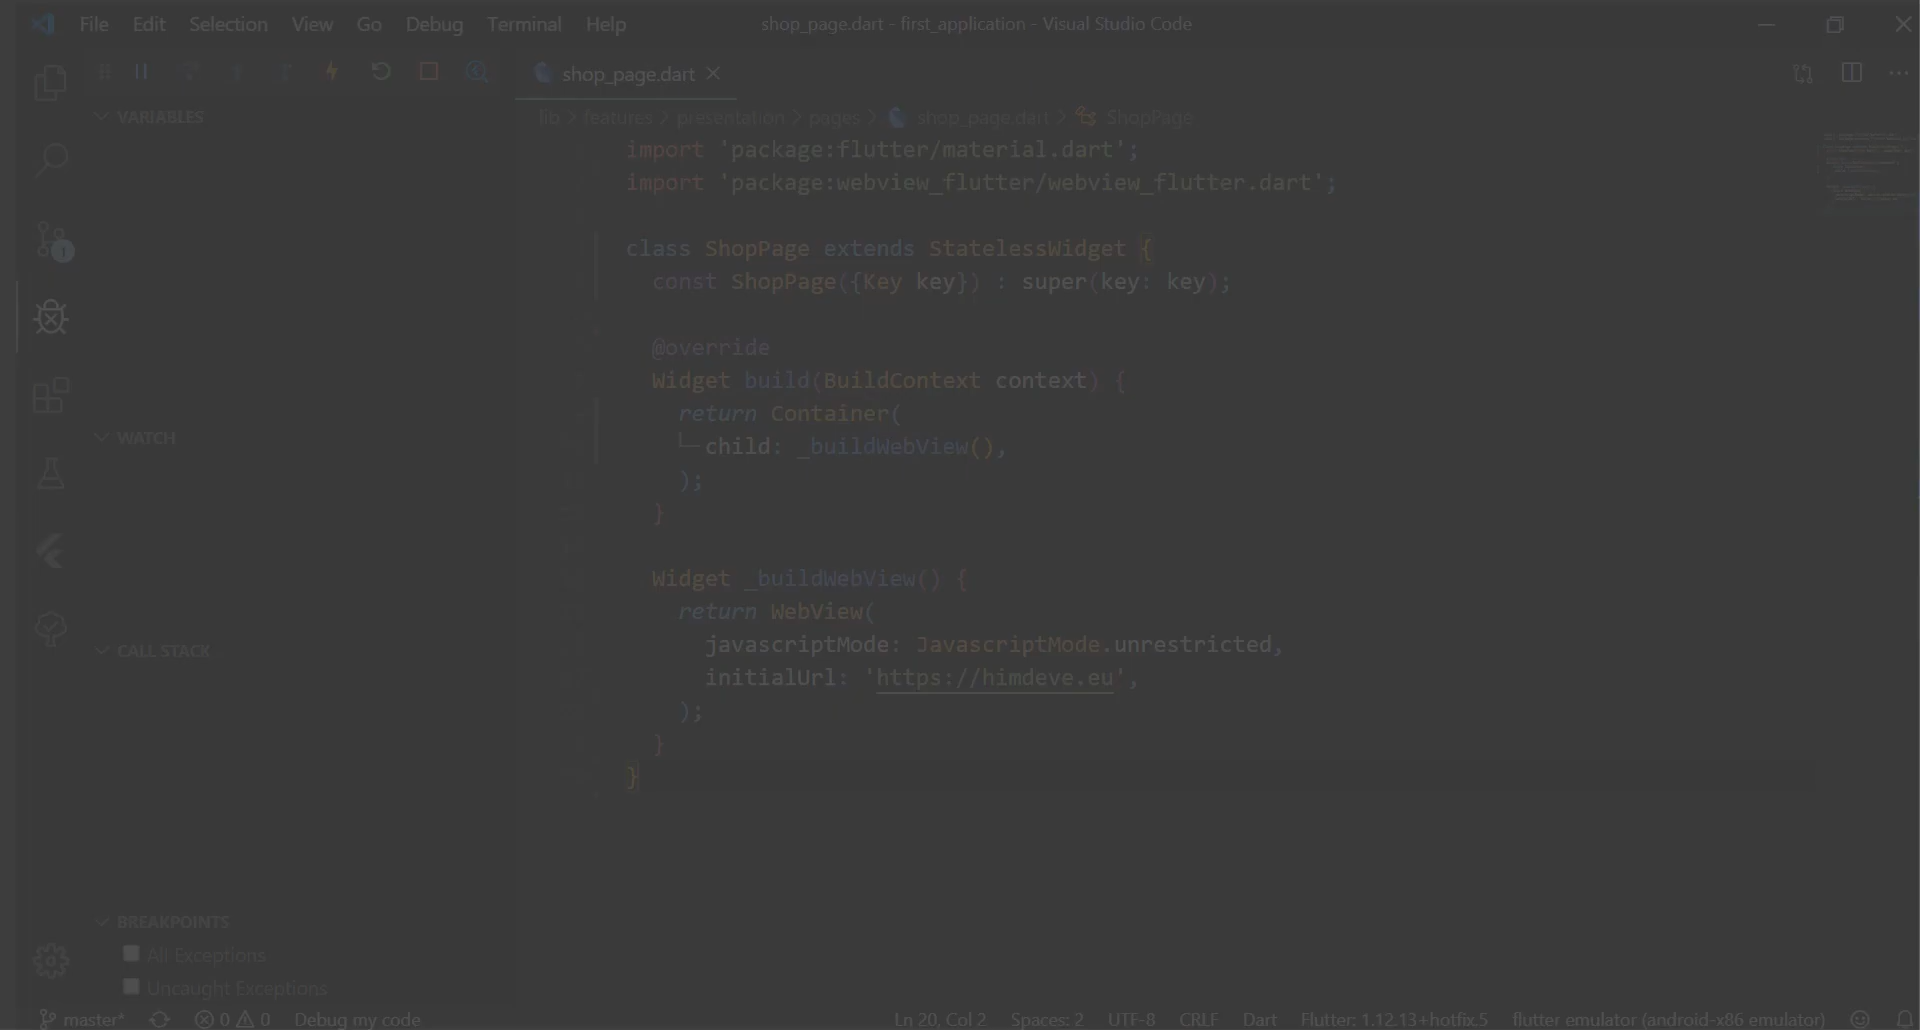 File Edit Selection View Go Debug Terminal Help
shop_page.dart - first_application - Visual Studio Code
shop_page.dart
VARIABLES
WATCH
CALL STACK
BREAKPOINTS
All Exceptions
Uncaught Exceptions
lib > features > presentation > pages > shop_page.dart > ShopPage
import 'package:flutter/material.dart';
import 'package:webview_flutter/webview_flutter.dart';
class ShopPage extends StatelessWidget {
const ShopPage({Key key}) : super(key: key);
@override
Widget build(BuildContext context) {
return Container(
child: _buildWebView(),
);
}
Widget _buildWebView() {
return WebView(
javascriptMode: JavascriptMode.unrestricted,
initialUrl: 'https://himdeve.eu',
);
}
}
master* 0 0 Debug my code Ln 20, Col 2 Spaces: 2 UTF-8 CRLF Dart Flutter: 1.12.13+hotfix.5 flutter emulator (android-x86 emulator)